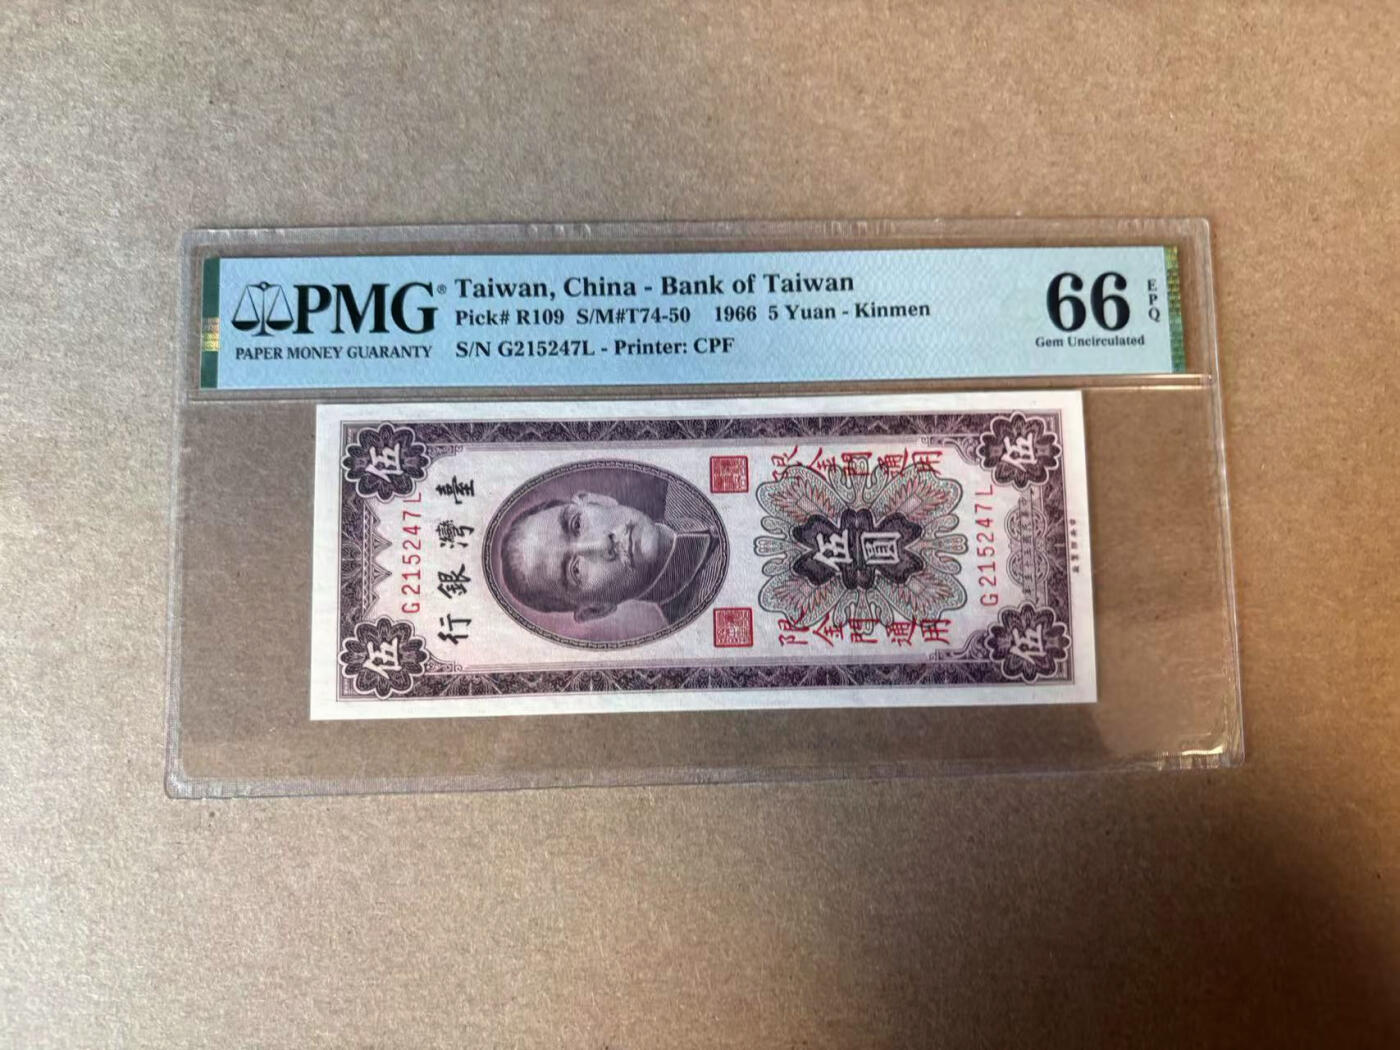 PMG®
PAPER MONEY GUARANTY
Taiwan, China - Bank of Taiwan
Pick# R109 S/M#T74-50 1966 5 Yuan - Kinmen
S/N G215247L - Printer: CPF
66
EPQ
Gem Uncirculated
臺灣銀行
伍
伍
伍
伍
G215247L
G215247L
限金門通用
限金門通用
伍圓